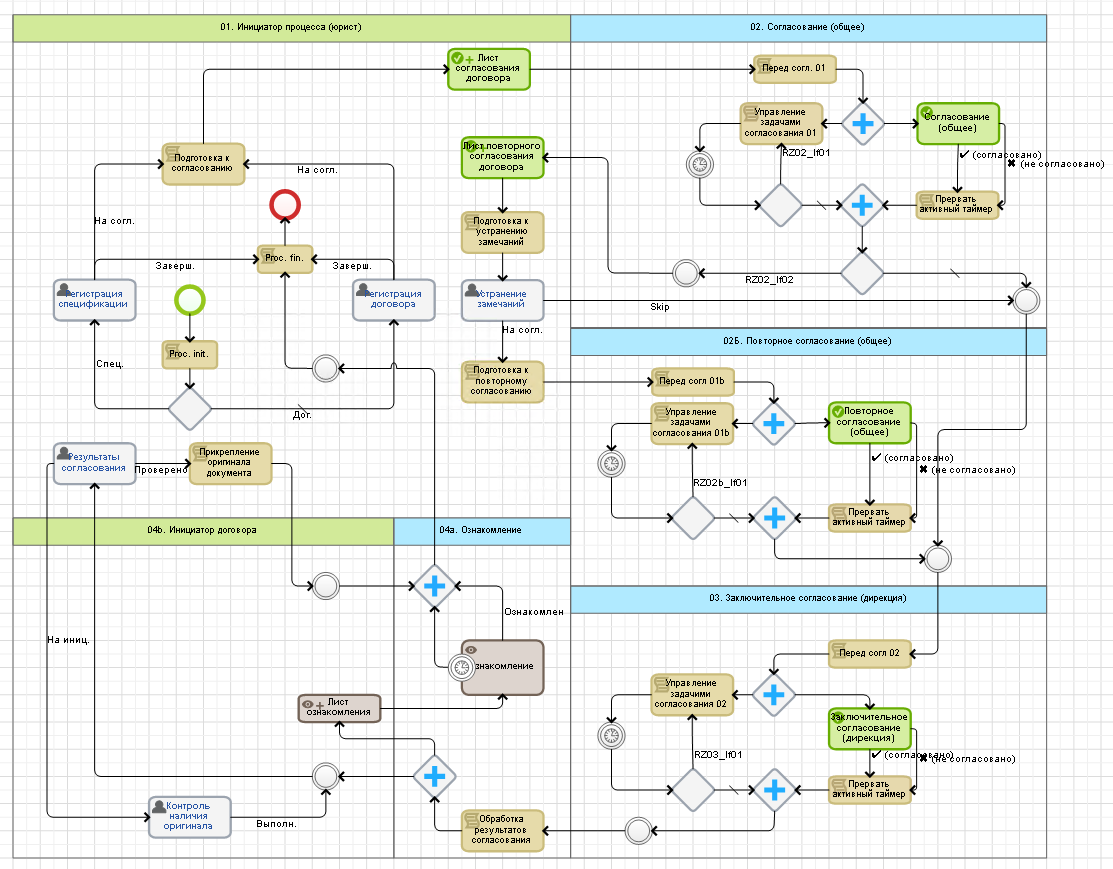 01. Инициатор процесса (юрист)
02. Согласование (общее)
Лист
согласования
договора
Перед согл. 01
Управление
задачами
согласования 01
Согласование
(общее)
(согласовано)
(не согласовано)
RZ02_If01
Прервать
активный таймер
RZ02_If02
Подготовка к
согласованию
На согл.
На согл.
Лист повторного
согласования
договора
Подготовка к
устранению
замечаний
Proc. fin.
Заверш.
Заверш.
Регистрация
спецификации
Регистрация
договора
Устранение
замечаний
Skip
На согл.
Proc. init.
Спец.
Дог.
Подготовка к
повторному
согласованию
02Б. Повторное согласование (общее)
Перед согл 01b
Управление
задачами
согласования 01b
Повторное
согласование
(общее)
(согласовано)
(не согласовано)
RZ02b_If01
Прервать
активный таймер
Результаты
согласования
Проверено
Прикрепление
оригинала
документа
04b. Инициатор договора
04а. Ознакомление
Ознакомлен
знакомление
На иниц.
Лист
ознакомления
Контроль
наличия
оригинала
Выполн.
Обработка
результатов
согласования
03. Заключительное согласование (дирекция)
Перед согл 02
Управление
задачими
согласования 02
Заключительное
согласование
(дирекция)
(согласовано)
(не согласовано)
RZ03_If01
Прервать
активный таймер